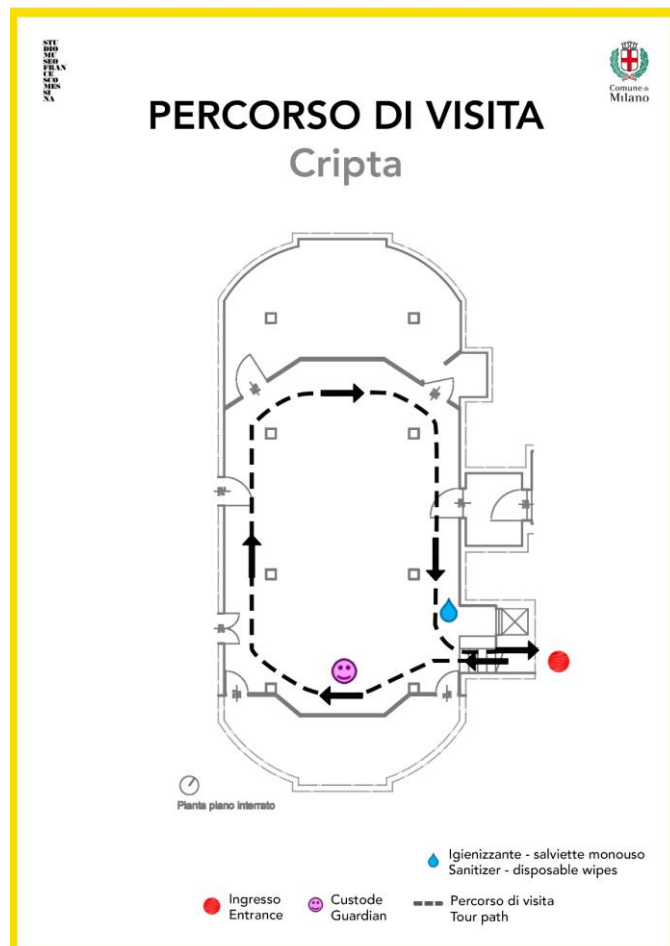 STU
DIO
MU
SEO
FRAN
CE
SCO
MES
SI
NA
Comune di
Milano
PERCORSO DI VISITA
Cripta
Pianta piano interrato
Igienizzante - salviette monouso
Sanitizer - disposable wipes
Ingresso
Entrance
Custode
Guardian
Percorso di visita
Tour path